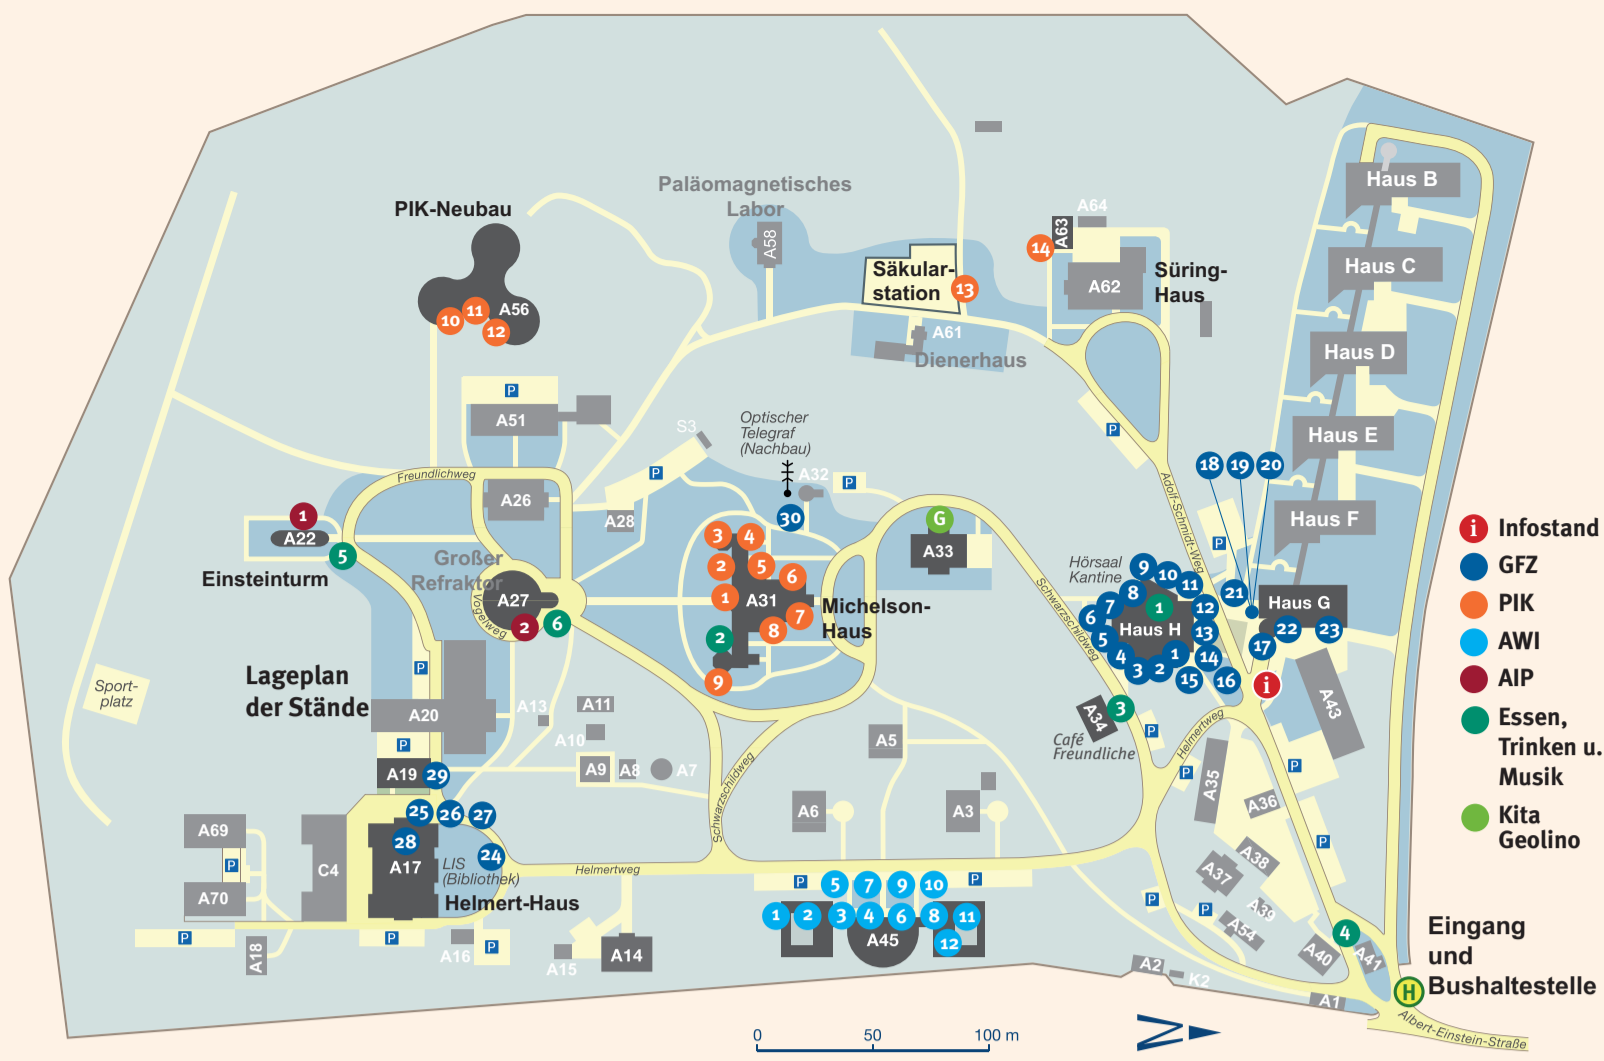 PIK-Neubau
10
11
12
A56
Paläomagnetisches
Labor
A58
Säkular-
station
13
A61
Dienerhaus
14
A63
A64
A62
Süring-
Haus
Haus B
Haus C
Haus D
Haus E
Haus F
P
A51
S3
Optischer
Telegraf
(Nachbau)
A32
P
P
P
30
Freundlichweg
A26
A28
1
A22
5
Einsteinturm
Großer
Refraktor
A27
2
6
Vogelweg
3
4
2
5
6
1
A31
7
8
2
9
Michelson-
Haus
G
A33
Schwarzschildweg
Adolf-Schmidt-Weg
18
19
20
P
Hörsaal
Kantine
9
10
11
8
7
6
5
4
3
2
1
1
12
13
14
15
16
Haus H
21
Haus G
22
23
17
i
A43
3
A34
Café
Freundliche
P
Helmertweg
P
A35
A36
P
P
A38
A37
A39
A54
P
P
A40
4
A41
A2
K2
A1
Lageplan
der Stände
Sport-
platz
P
A20
P
A19
29
A13
A11
A10
A9
A8
A7
A5
A6
A3
Schwarzschildweg
25
26
27
28
24
A17
LIS
(Bibliothek)
Helmert-Haus
Helmertweg
A69
P
A70
C4
P
A18
P
A16
P
A15
A14
P
P
5
7
9
10
1
2
3
4
6
8
11
12
A45
i Infostand
GFZ
PIK
AWI
AIP
Essen,
Trinken u.
Musik
Kita
Geolino
Eingang
und
Bushaltestelle
H
Albert-Einstein-Straße
0 50 100 m
N